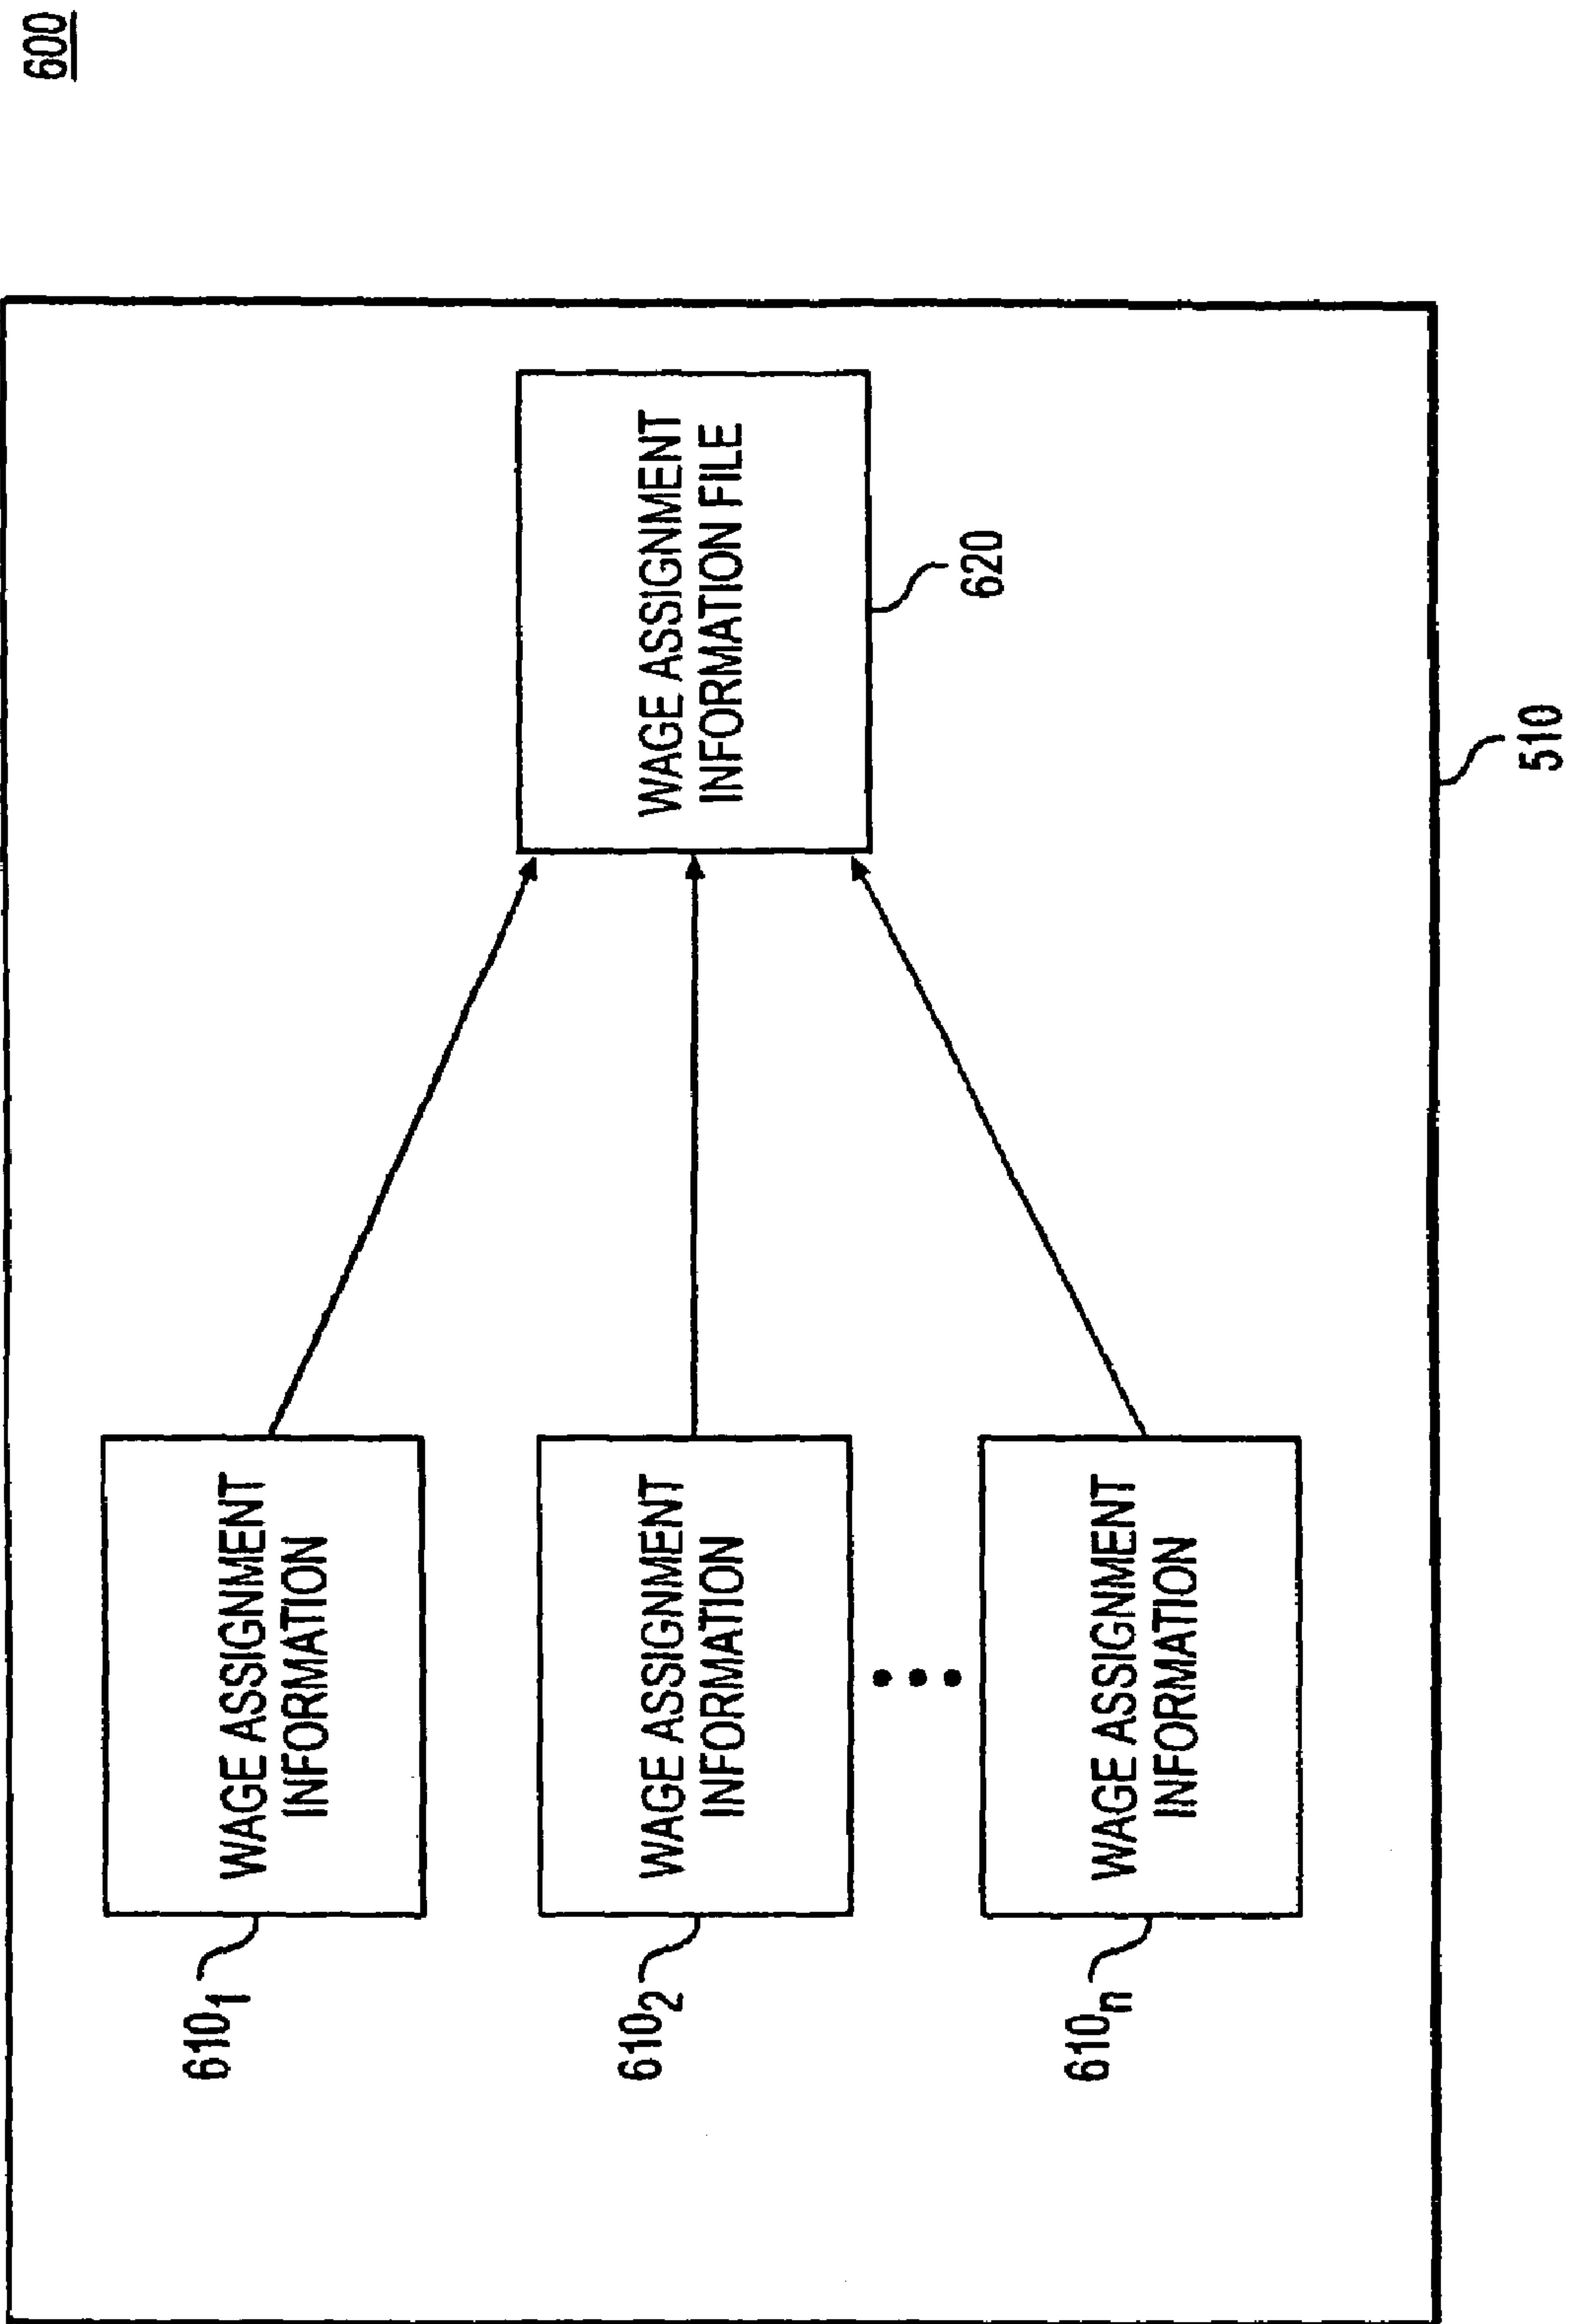 600
WAGE ASSIGNMENT
INFORMATION
610₁
WAGE ASSIGNMENT
INFORMATION
610₂
WAGE ASSIGNMENT
INFORMATION
610ₙ
WAGE ASSIGNMENT
INFORMATION FILE
620
510